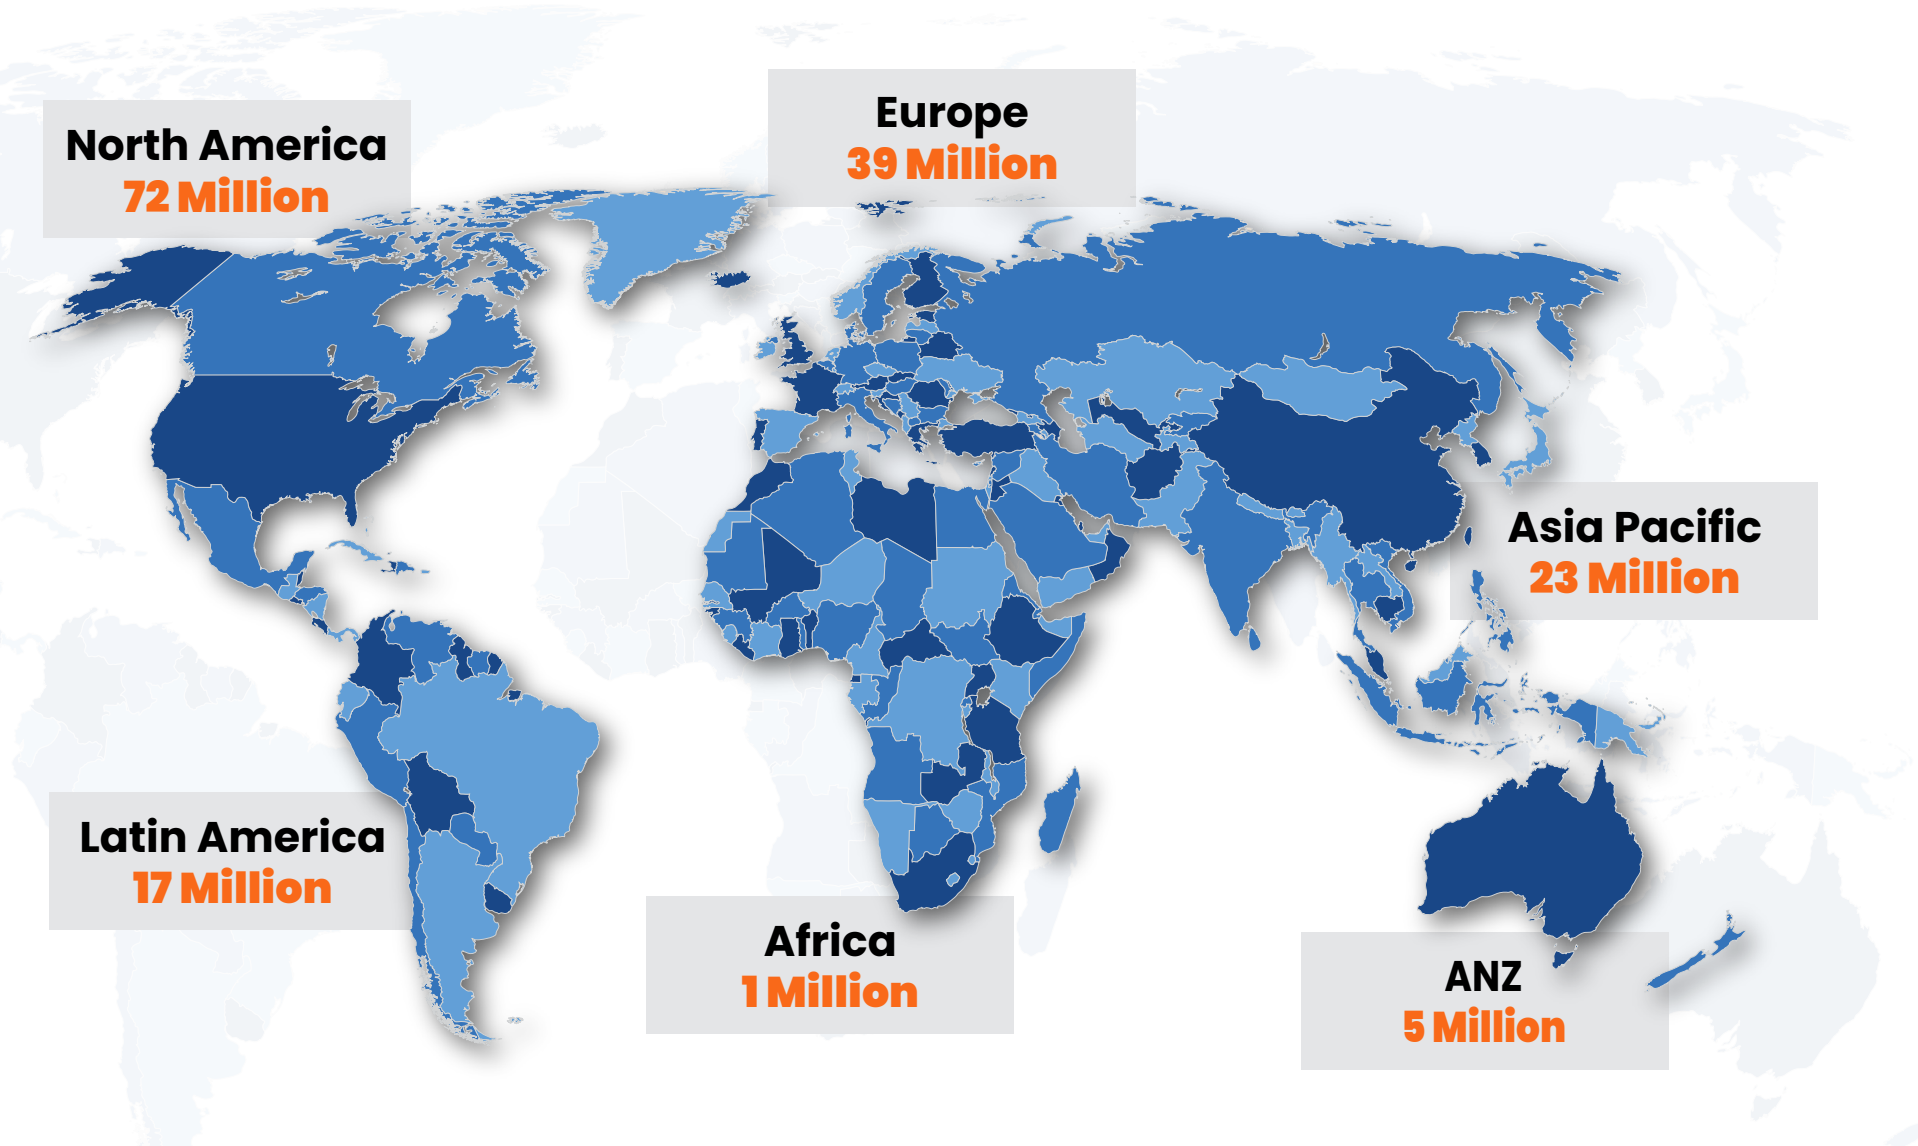 North America
72 Million
Europe
39 Million
Asia Pacific
23 Million
Latin America
17 Million
Africa
1 Million
ANZ
5 Million